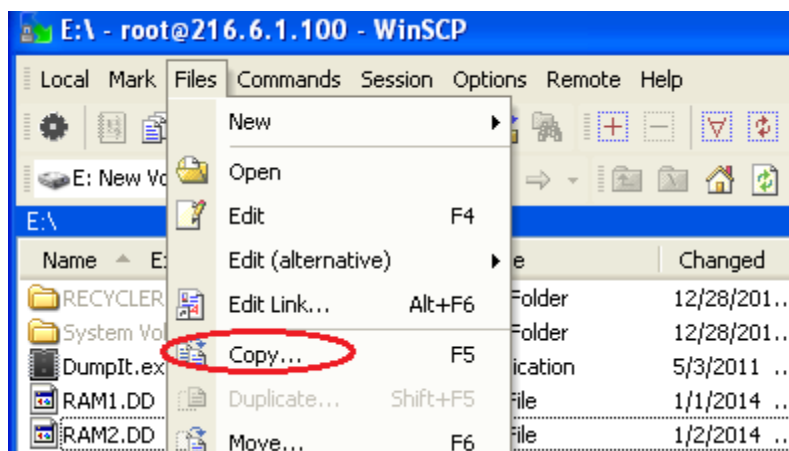 E:\ - root@216.6.1.100 - WinSCP
Local Mark Files Commands Session Options Remote Help
New
E: New Vo
Open
E:\
Edit F4
Name E: Edit (alternative) e Changed
RECYCLER Edit Link... Alt+F6 Folder 12/28/201...
System Vol Folder 12/28/201...
DumpIt.ex Copy... F5 ication 5/3/2011 ...
RAM1.DD Duplicate... Shift+F5 File 1/1/2014 ...
RAM2.DD Move... F6 File 1/2/2014 ...